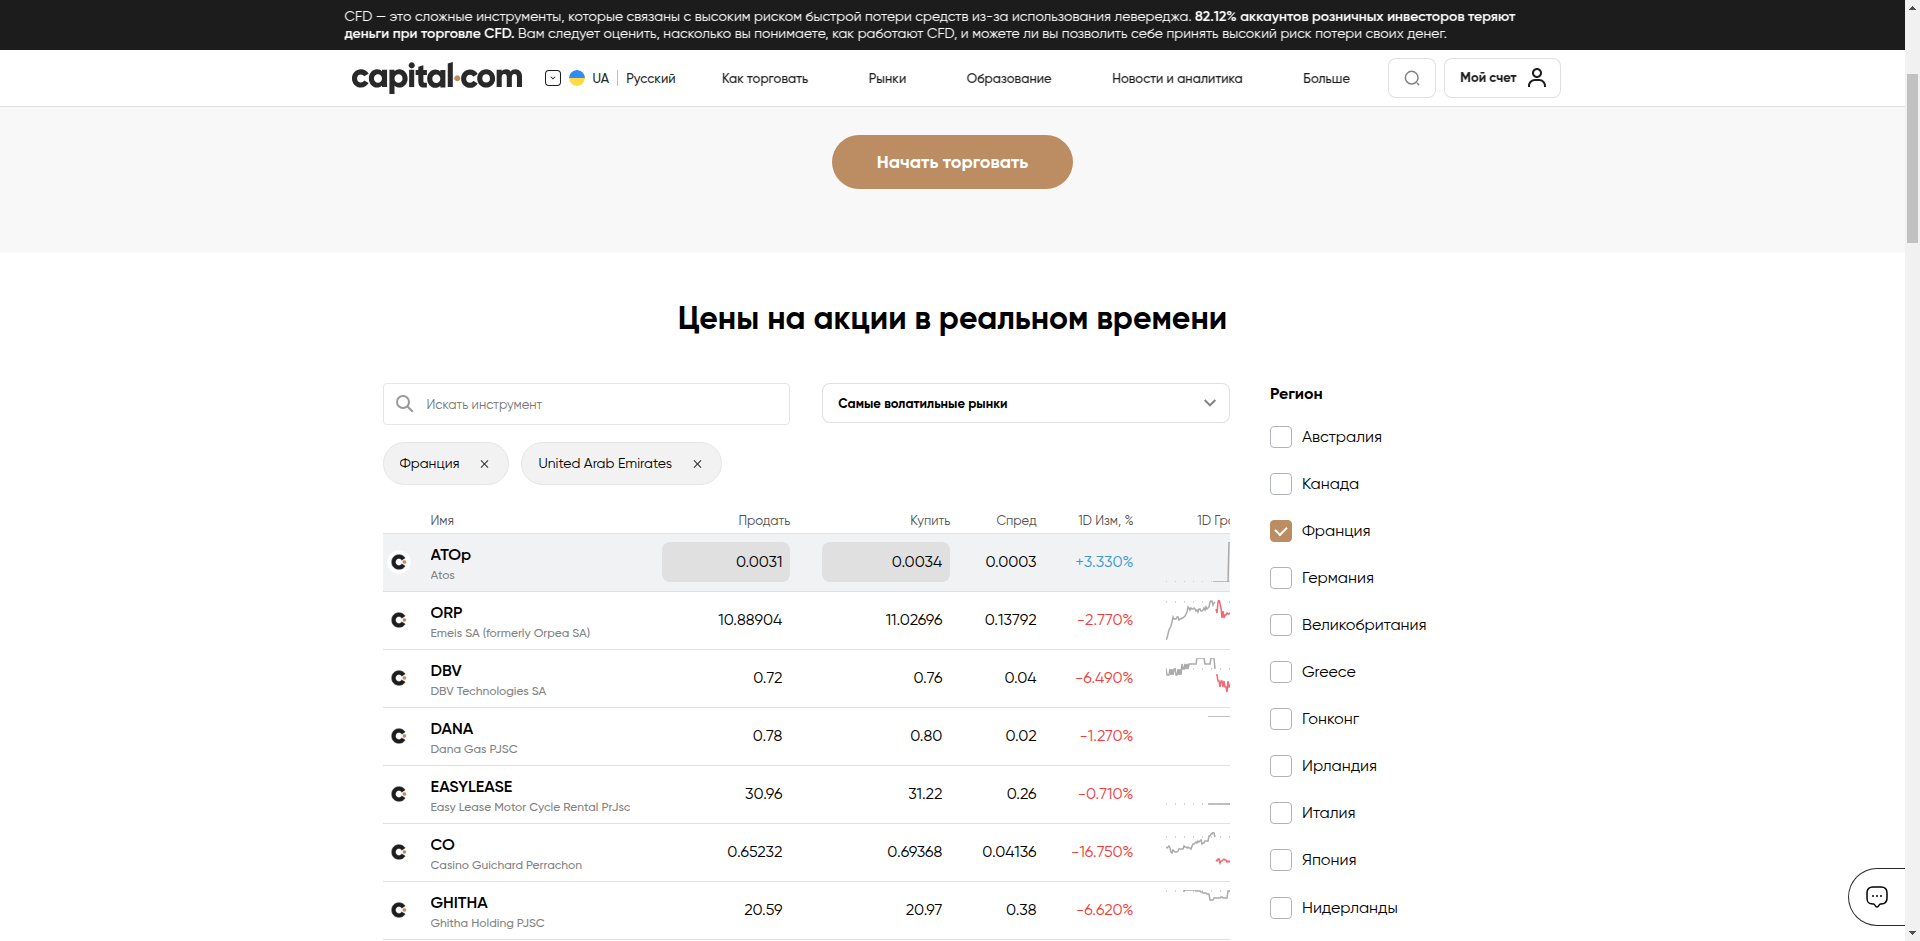 CFD — это сложные инструменты, которые связаны с высоким риском быстрой потери средств из-за использования левереджа. 82.12% аккаунтов розничных инвесторов теряют
деньги при торговле CFD. Вам следует оценить, насколько вы понимаете, как работают CFD, и можете ли вы позволить себе принять высокий риск потери своих денег.
capital.com UA Русский Как торговать Рынки Образование Новости и аналитика Больше Мой счет
Начать торговать
Цены на акции в реальном времени
Искать инструмент
Самые волатильные рынки
Франция United Arab Emirates
Имя Продать Купить Спред 1D Изм, % 1D Гр
ATOp 0.0031 0.0034 0.0003 +3.330%
Atos
ORP 10.88904 11.02696 0.13792 -2.770%
Emeis SA (formerly Orpea SA)
DBV 0.72 0.76 0.04 -6.490%
DBV Technologies SA
DANA 0.78 0.80 0.02 -1.270%
Dana Gas PJSC
EASYLEASE 30.96 31.22 0.26 -0.710%
Easy Lease Motor Cycle Rental PrJsc
CO 0.65232 0.69368 0.04136 -16.750%
Casino Guichard Perrachon
GHITHA 20.59 20.97 0.38 -6.620%
Ghitha Holding PJSC
Регион
Австралия
Канада
Франция
Германия
Великобритания
Greece
Гонконг
Ирландия
Италия
Япония
Нидерланды